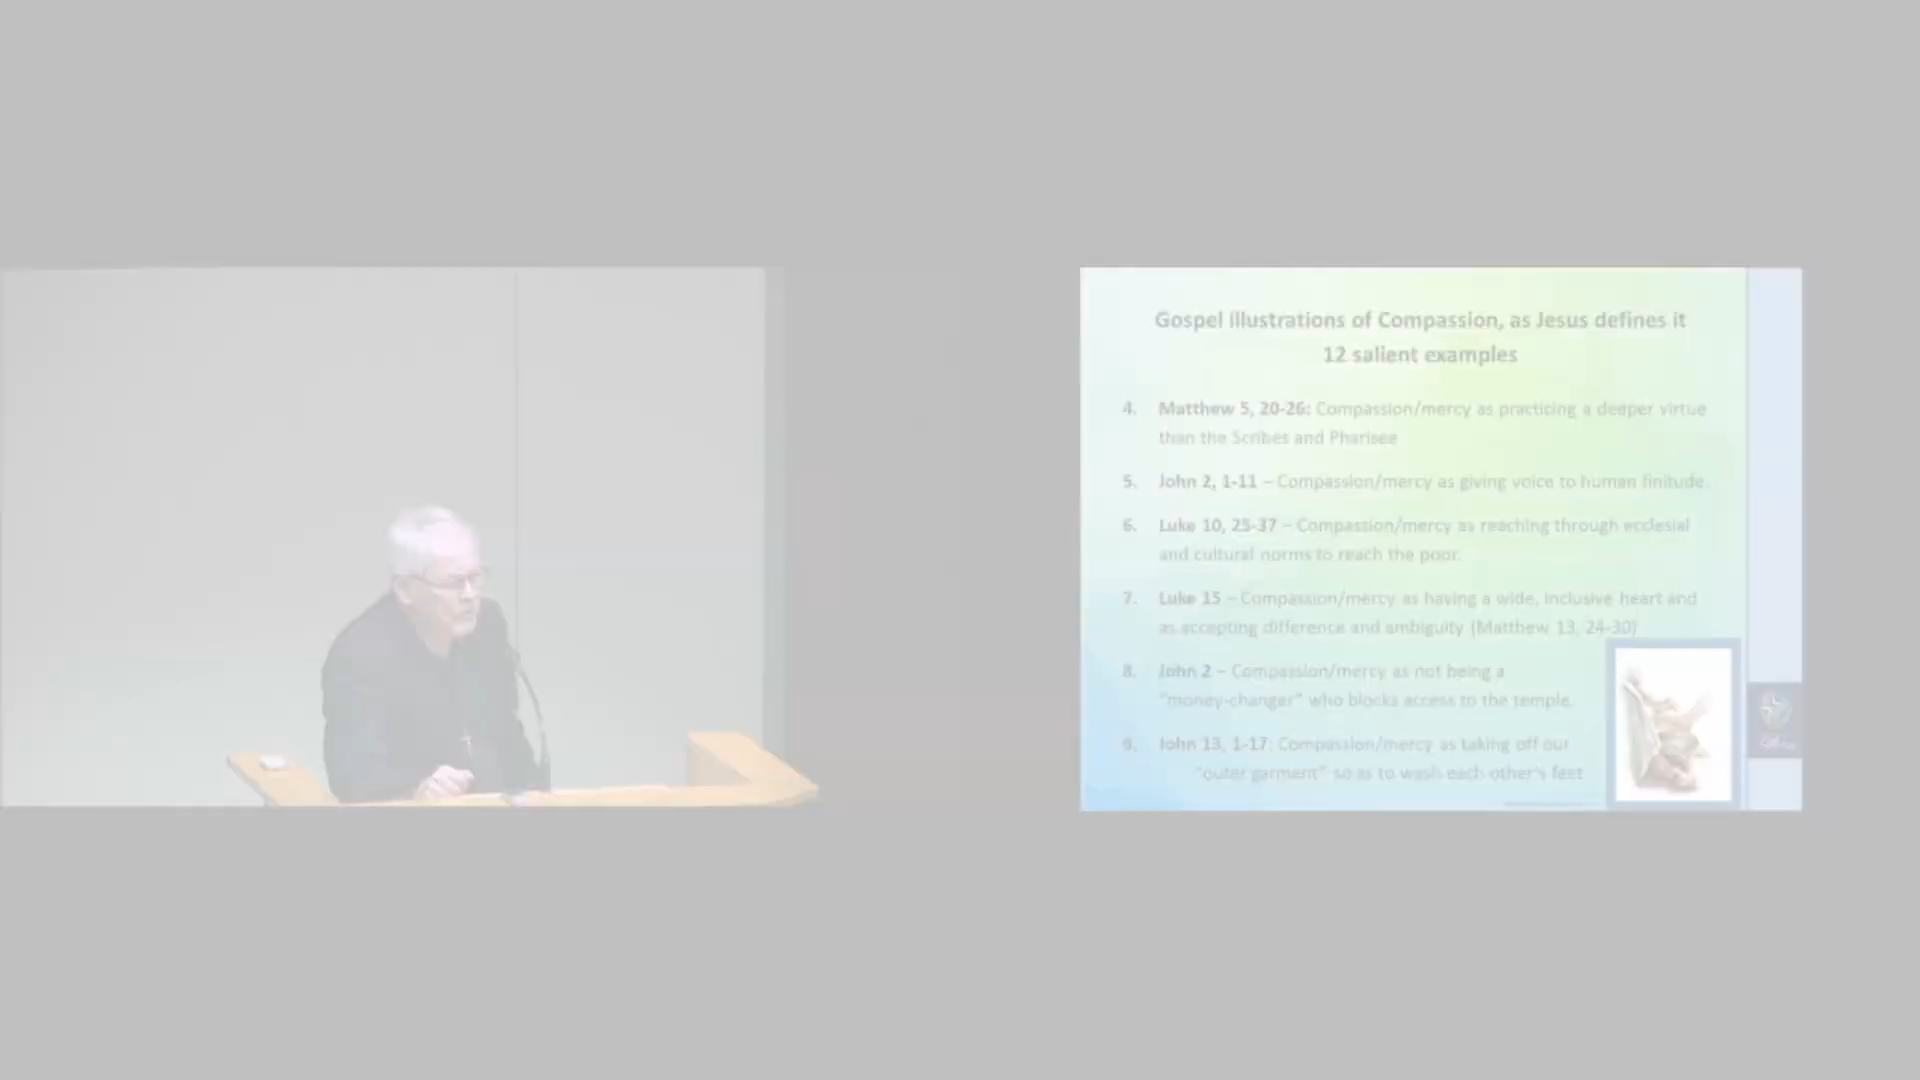 Gospel illustrations of Compassion, as Jesus defines it
12 salient examples
4. Matthew 5, 20-26: Compassion/mercy as practicing a deeper virtue
than the Scribes and Pharisee
5. John 2, 1-11 – Compassion/mercy as giving voice to human finitude.
6. Luke 10, 25-37 – Compassion/mercy as reaching through ecclesial
and cultural norms to reach the poor.
7. Luke 15 – Compassion/mercy as having a wide, inclusive heart and
as accepting difference and ambiguity (Matthew 13, 24-30)
8. John 2 – Compassion/mercy as not being a
"money-changer" who blocks access to the temple.
9. John 13, 1-17: Compassion/mercy as taking off our
"outer garment" so as to wash each other's feet